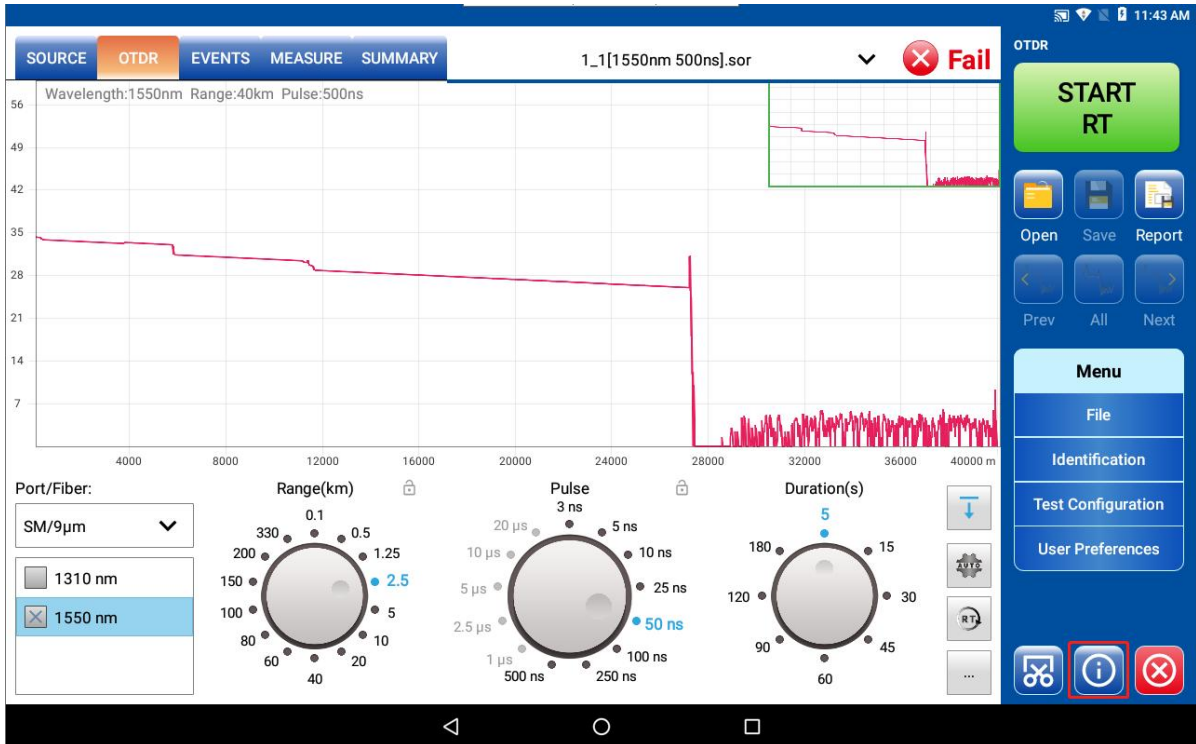 11:43 AM
SOURCE OTDR EVENTS MEASURE SUMMARY 1_1[1550nm 500ns].sor Fail
OTDR
START
RT
Wavelength:1550nm Range:40km Pulse:500ns
56
49
42
35
28
21
14
7
4000 8000 12000 16000 20000 24000 28000 32000 36000 40000 m
Open Save Report
Prev All Next
Menu
File
Identification
Test Configuration
User Preferences
Port/Fiber:
SM/9μm
1310 nm
1550 nm
Range(km)
0.1
0.5
1.25
2.5
5
10
20
40
60
80
100
150
200
330
Pulse
3 ns
5 ns
10 ns
25 ns
50 ns
100 ns
250 ns
500 ns
1 μs
2.5 μs
5 μs
10 μs
20 μs
Duration(s)
5
15
30
45
60
90
120
180
AUTO
RT
...